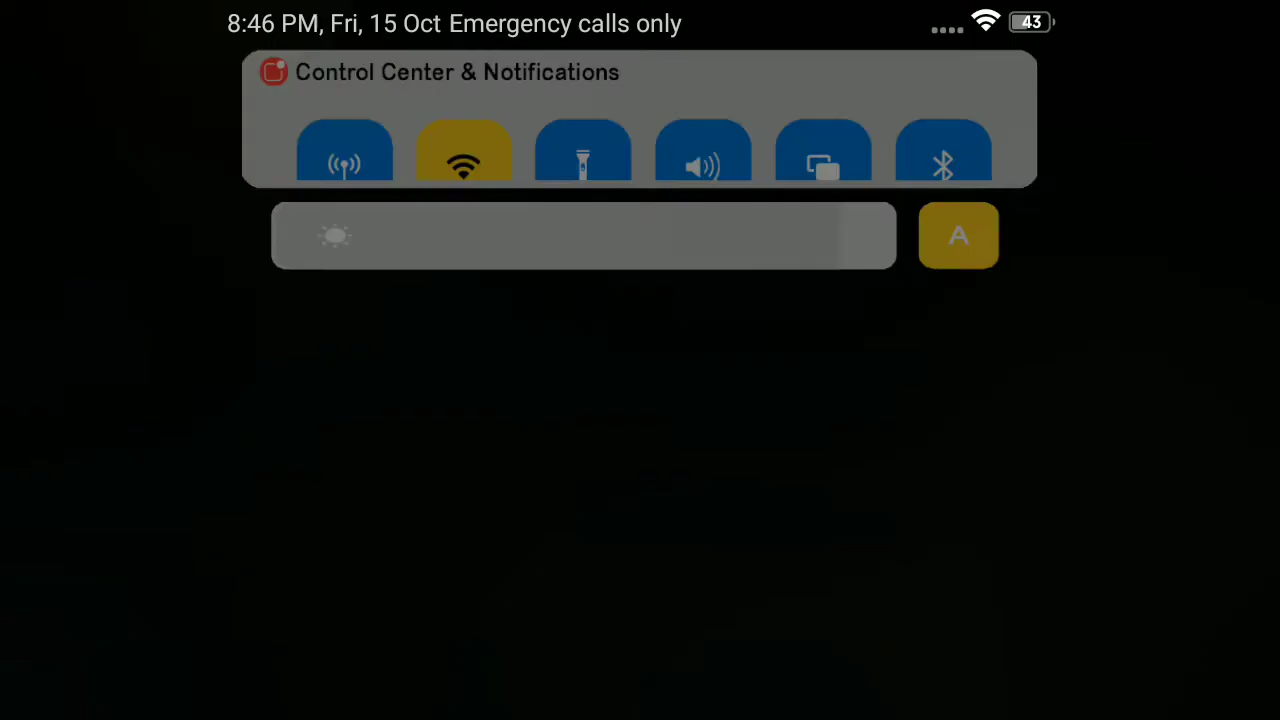 8:46 PM, Fri, 15 Oct Emergency calls only
43
Control Center & Notifications
A